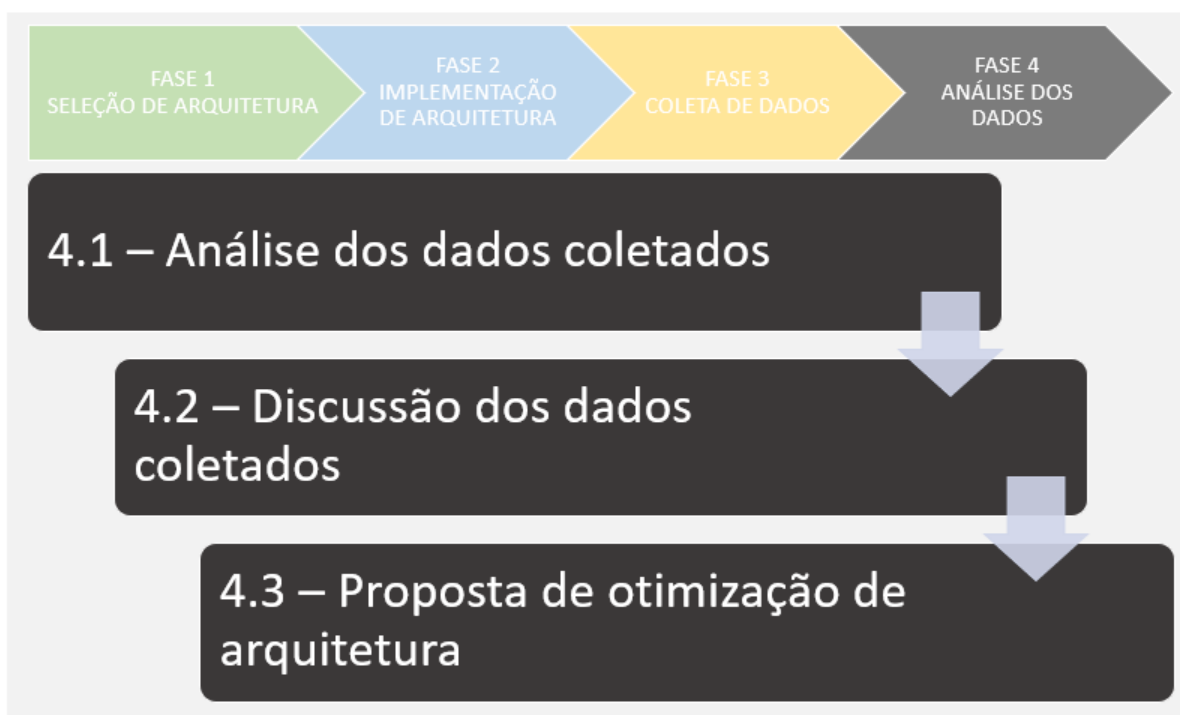 FASE 1
SELEÇÃO DE ARQUITETURA
FASE 2
IMPLEMENTAÇÃO
DE ARQUITETURA
FASE 3
COLETA DE DADOS
FASE 4
ANÁLISE DOS
DADOS
4.1 – Análise dos dados coletados
4.2 – Discussão dos dados
coletados
4.3 – Proposta de otimização de
arquitetura